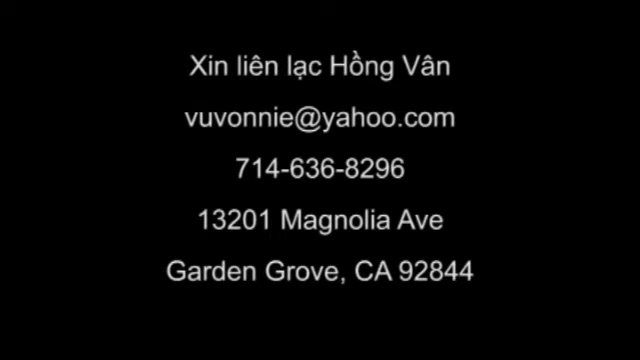 Xin liên lạc Hồng Vân
vuvonnie@yahoo.com
714-636-8296
13201 Magnolia Ave
Garden Grove, CA 92844